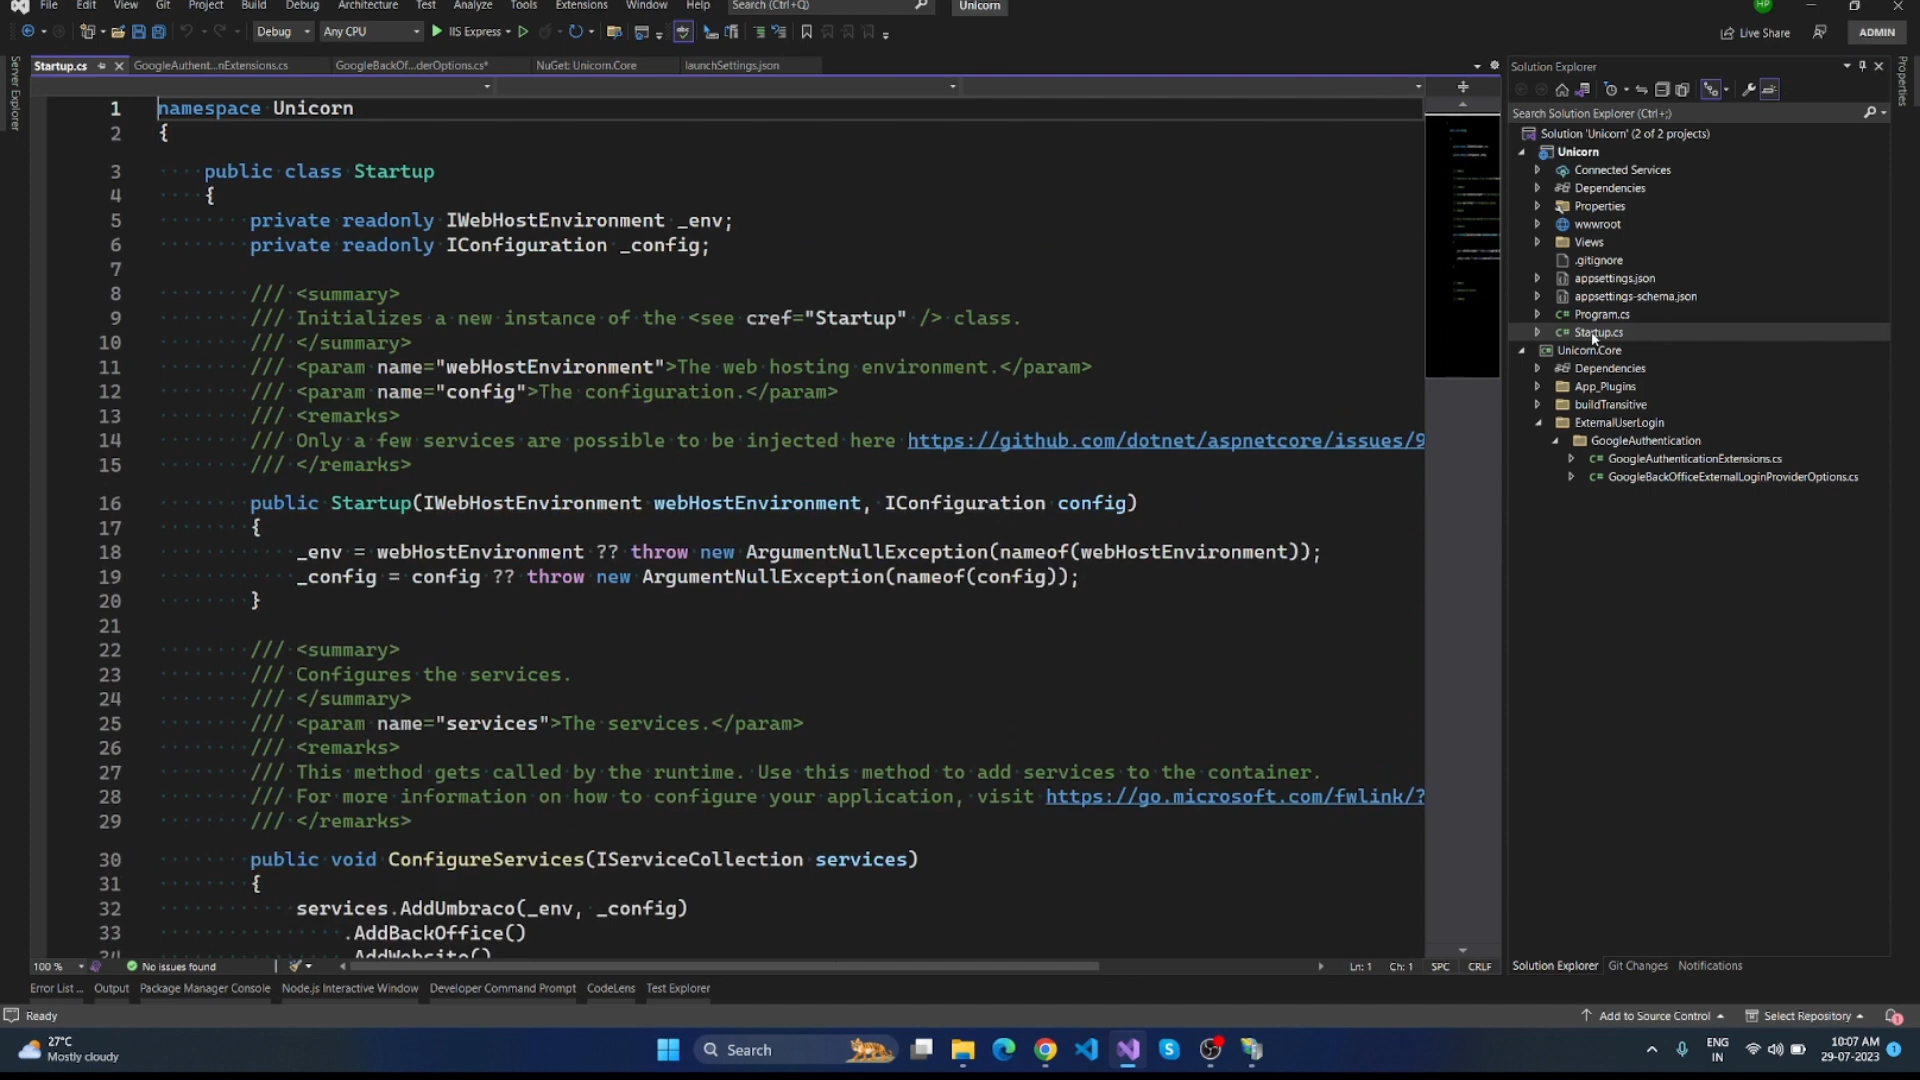 File Edit View Git Project Build Debug Architecture Test Analyze Tools Extensions Window Help Search (Ctrl+Q) Unicorn HP
Debug Any CPU IIS Express Live Share ADMIN
Startup.cs GoogleAuthent...nExtensions.cs GoogleBackOf...derOptions.cs* NuGet: Unicorn.Core launchSettings.json
Server Explorer
1 namespace Unicorn
2 {
3 public class Startup
4 {
5 private readonly IWebHostEnvironment _env;
6 private readonly IConfiguration _config;
7
8 /// <summary>
9 /// Initializes a new instance of the <see cref="Startup" /> class.
10 /// </summary>
11 /// <param name="webHostEnvironment">The web hosting environment.</param>
12 /// <param name="config">The configuration.</param>
13 /// <remarks>
14 /// Only a few services are possible to be injected here https://github.com/dotnet/aspnetcore/issues/9
15 /// </remarks>
16 public Startup(IWebHostEnvironment webHostEnvironment, IConfiguration config)
17 {
18 _env = webHostEnvironment ?? throw new ArgumentNullException(nameof(webHostEnvironment));
19 _config = config ?? throw new ArgumentNullException(nameof(config));
20 }
21
22 /// <summary>
23 /// Configures the services.
24 /// </summary>
25 /// <param name="services">The services.</param>
26 /// <remarks>
27 /// This method gets called by the runtime. Use this method to add services to the container.
28 /// For more information on how to configure your application, visit https://go.microsoft.com/fwlink/?
29 /// </remarks>
30 public void ConfigureServices(IServiceCollection services)
31 {
32 services.AddUmbraco(_env, _config)
33 .AddBackOffice()
34 .AddWebsite()
100 % No issues found Ln: 1 Ch: 1 SPC CRLF
Solution Explorer
Search Solution Explorer (Ctrl+;)
Solution 'Unicorn' (2 of 2 projects)
Unicorn
Connected Services
Dependencies
Properties
wwwroot
Views
.gitignore
appsettings.json
appsettings-schema.json
C# Program.cs
C# Startup.cs
Unicorn.Core
Dependencies
App_Plugins
buildTransitive
ExternalUserLogin
GoogleAuthentication
C# GoogleAuthenticationExtensions.cs
C# GoogleBackOfficeExternalLoginProviderOptions.cs
Properties
Solution Explorer Git Changes Notifications
Error List ... Output Package Manager Console Node.js Interactive Window Developer Command Prompt CodeLens Test Explorer
Ready Add to Source Control Select Repository 1
27°C
Mostly cloudy
Search
ENG
IN
10:07 AM
29-07-2023
1